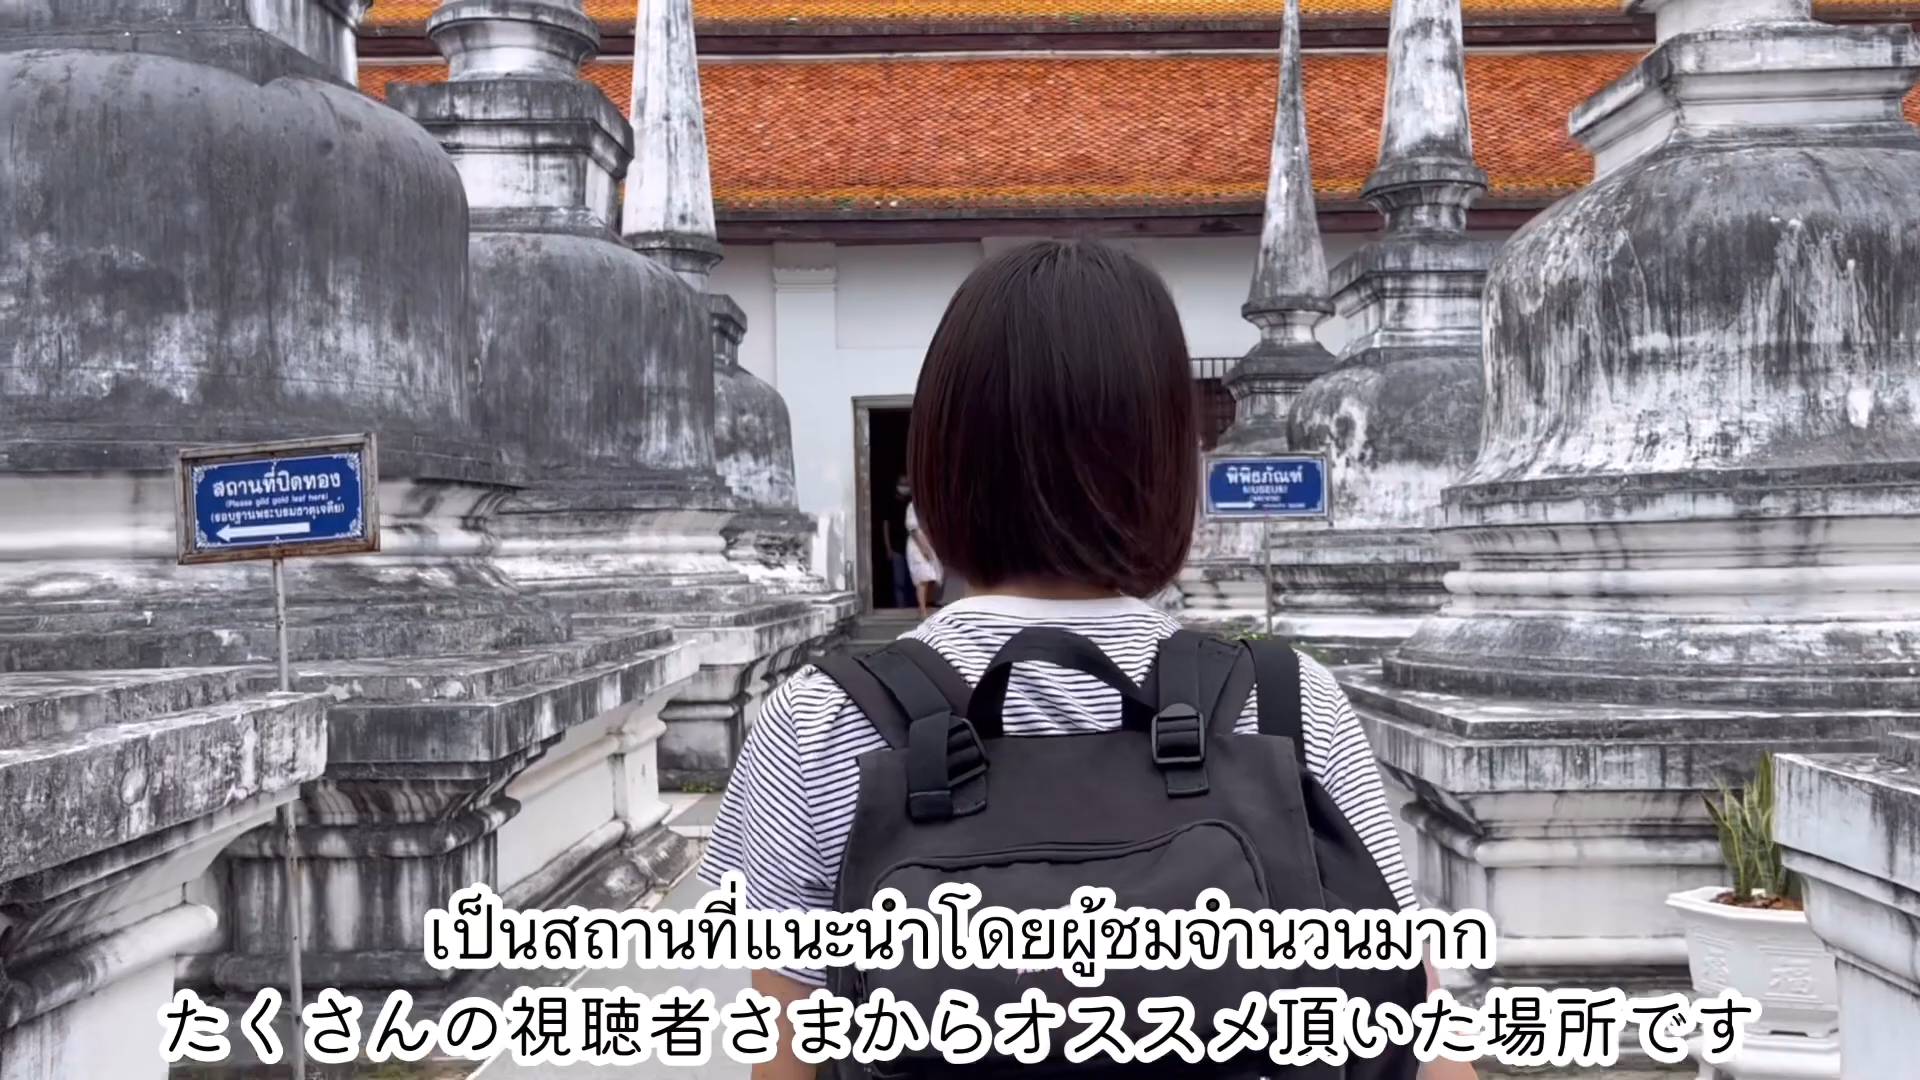 สถานที่ปิดทอง
(Please gild gold leaf here)
(รอบฐานพระบรมธาตุเจดีย์)
พิพิธภัณฑ์
MUSEUM
เป็นสถานที่แนะนำโดยผู้ชมจำนวนมาก
たくさんの視聴者さまからオススメ頂いた場所です